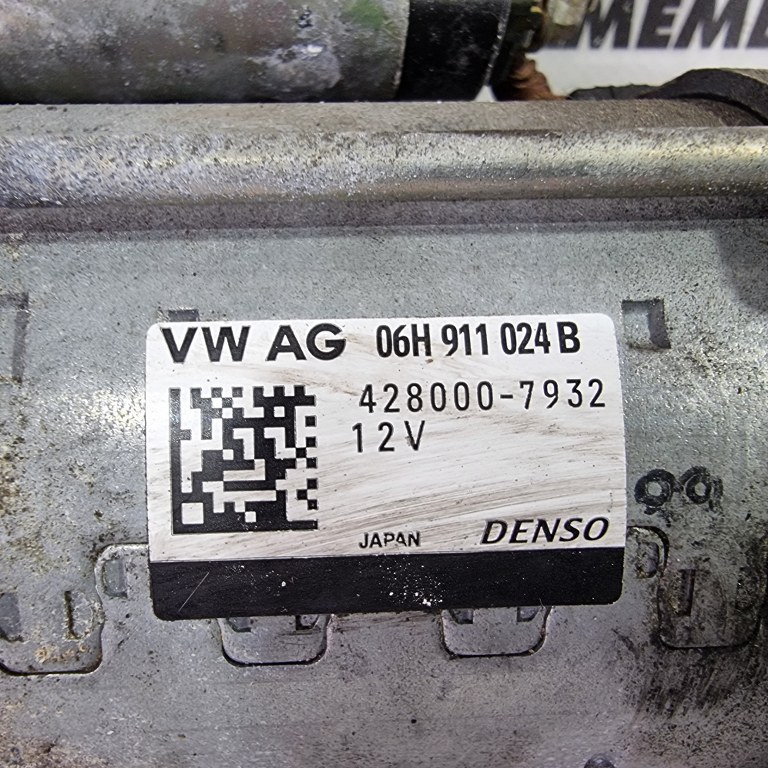 VW AG 06H 911 024 B
428000-7932
12V
JAPAN DENSO